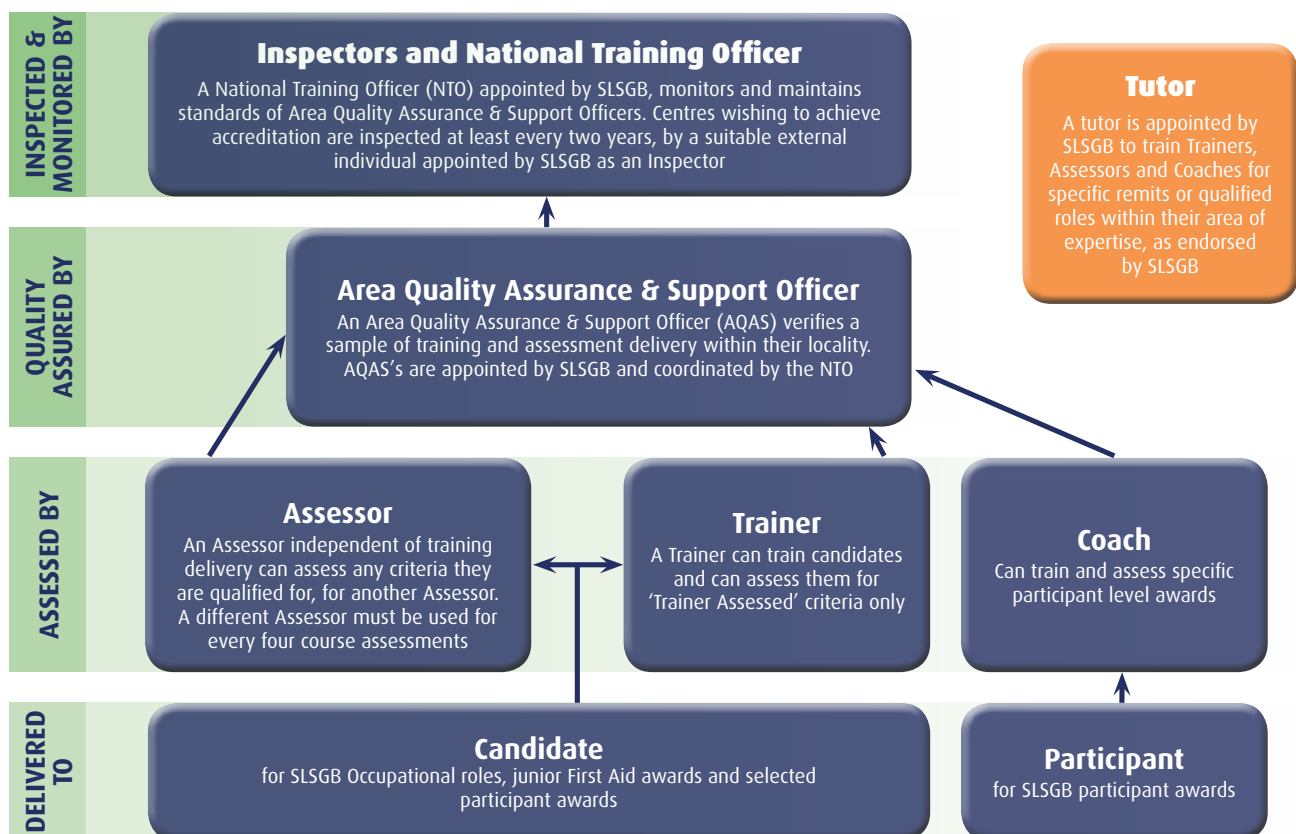 INSPECTED &
MONITORED BY
Inspectors and National Training Officer
A National Training Officer (NTO) appointed by SLSGB, monitors and maintains
standards of Area Quality Assurance & Support Officers. Centres wishing to achieve
accreditation are inspected at least every two years, by a suitable external
individual appointed by SLSGB as an Inspector
Tutor
A tutor is appointed by
SLSGB to train Trainers,
Assessors and Coaches for
specific remits or qualified
roles within their area of
expertise, as endorsed
by SLSGB
QUALITY
ASSURED BY
Area Quality Assurance & Support Officer
An Area Quality Assurance & Support Officer (AQAS) verifies a
sample of training and assessment delivery within their locality.
AQAS's are appointed by SLSGB and coordinated by the NTO
ASSESSED BY
Assessor
An Assessor independent of training
delivery can assess any criteria they
are qualified for, for another Assessor.
A different Assessor must be used for
every four course assessments
Trainer
A Trainer can train candidates
and can assess them for
'Trainer Assessed' criteria only
Coach
Can train and assess specific
participant level awards
DELIVERED
TO
Candidate
for SLSGB Occupational roles, junior First Aid awards and selected
participant awards
Participant
for SLSGB participant awards